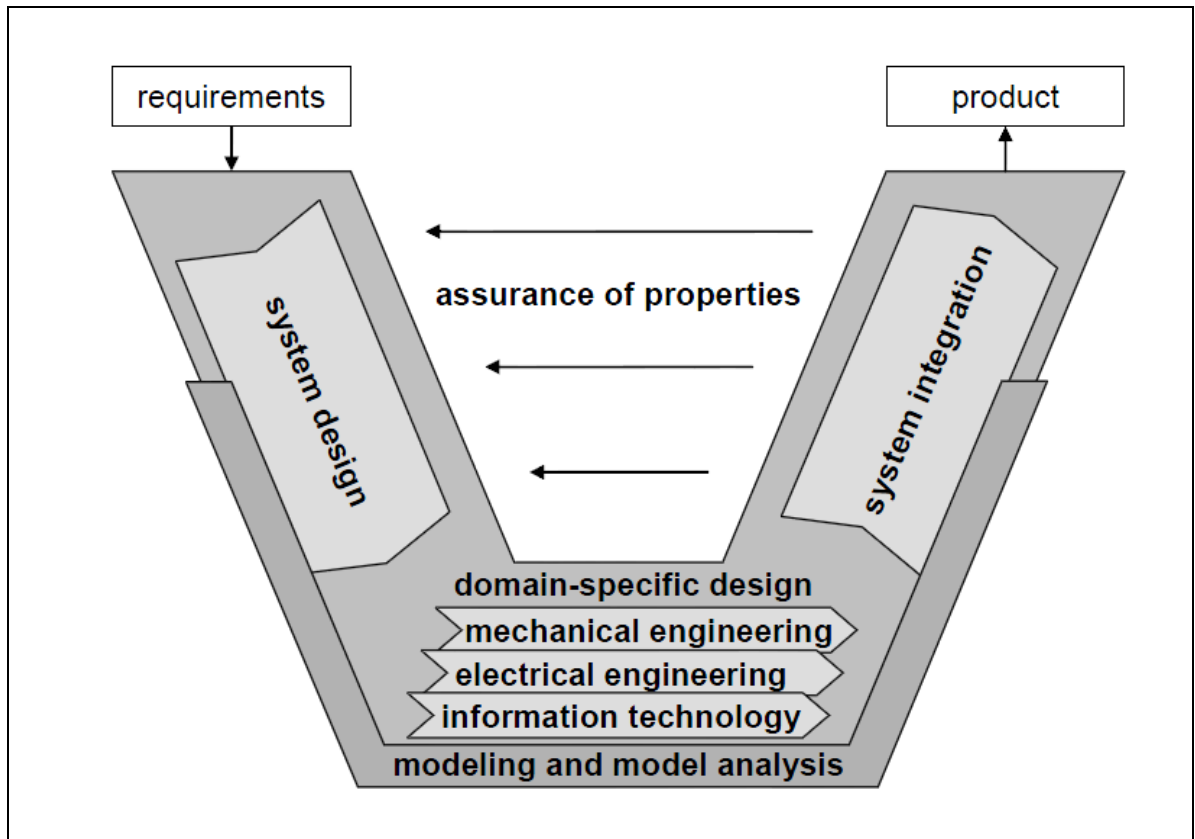 requirements
product
assurance of properties
system design
system integration
domain-specific design
mechanical engineering
electrical engineering
information technology
modeling and model analysis